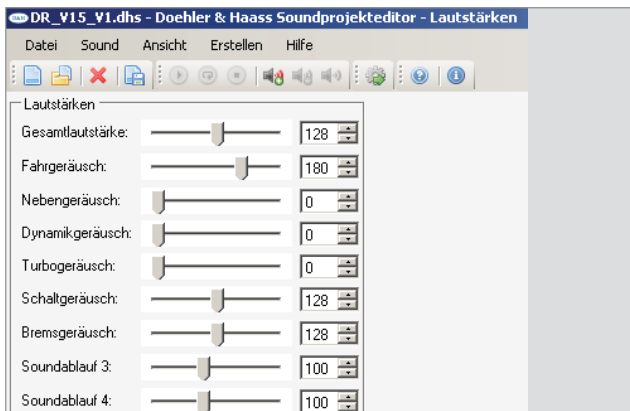 DR_V15_V1.dhs - Doehler & Haass Soundprojekteditor - Lautstärken
Datei Sound Ansicht Erstellen Hilfe
Lautstärken
Gesamtlautstärke: 128
Fahrgeräusch: 180
Nebengeräusch: 0
Dynamikgeräusch: 0
Turbogeräusch: 0
Schaltgeräusch: 128
Bremsgeräusch: 128
Soundablauf 3: 100
Soundablauf 4: 100